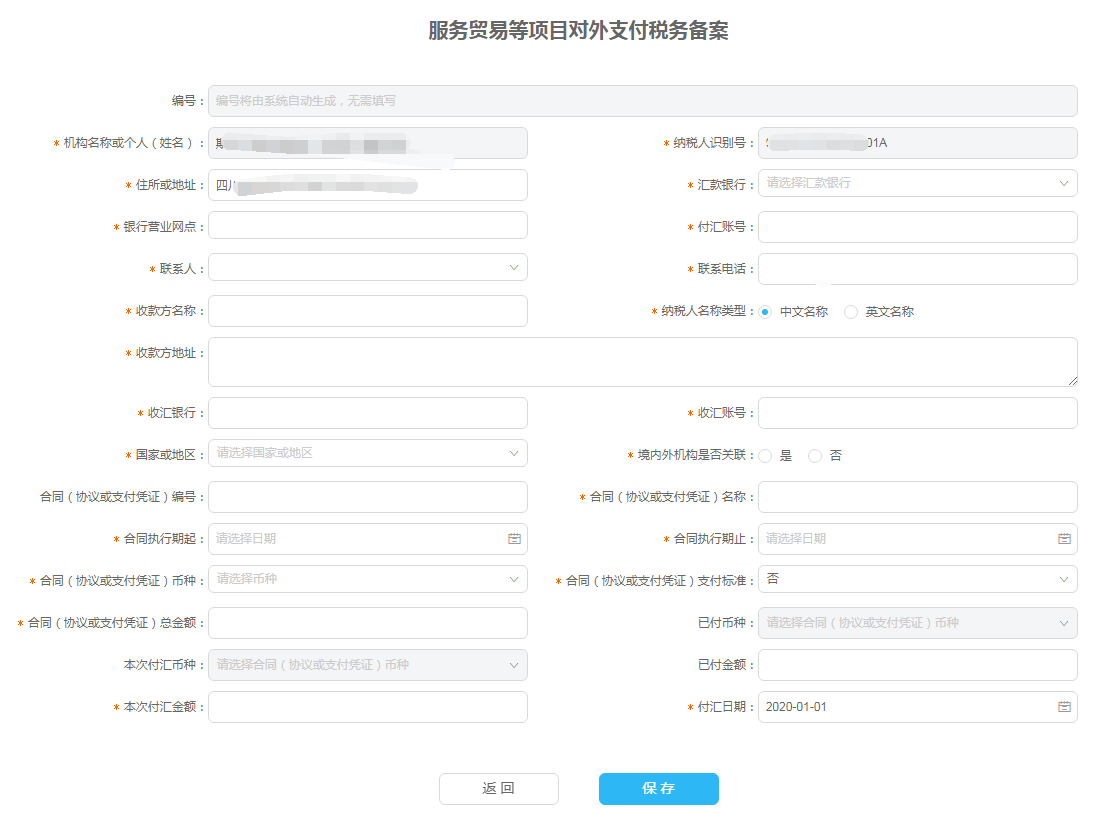 服务贸易等项目对外支付税务备案
编号： 编号将由系统自动生成，无需填写
* 机构名称或个人（姓名）： * 纳税人识别号： 01A
* 住所或地址： 四川 * 汇款银行： 请选择汇款银行
* 银行营业网点： * 付汇账号：
* 联系人： * 联系电话：
* 收款方名称： * 纳税人名称类型： 中文名称 英文名称
* 收款方地址：
* 收汇银行： * 收汇账号：
* 国家或地区： 请选择国家或地区 * 境内外机构是否关联： 是 否
合同（协议或支付凭证）编号： * 合同（协议或支付凭证）名称：
* 合同执行期起： 请选择日期 * 合同执行期止： 请选择日期
* 合同（协议或支付凭证）币种： 请选择币种 * 合同（协议或支付凭证）支付标准： 否
* 合同（协议或支付凭证）总金额： 已付币种： 请选择合同（协议或支付凭证）币种
本次付汇币种： 请选择合同（协议或支付凭证）币种 已付金额：
* 本次付汇金额： * 付汇日期： 2020-01-01
返 回 保 存